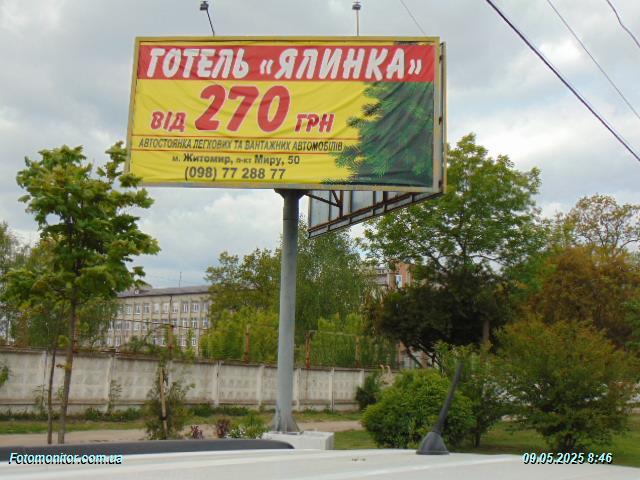 ГОТЕЛЬ «ЯЛИНКА»
ВІД 270 ГРН
АВТОСТОЯНКА ЛЕГКОВИХ ТА ВАНТАЖНИХ АВТОМОБІЛІВ
м. Житомир, п-кт Миру, 50
(098) 77 288 77
Fotomonitor.com.ua
09.05.2025 8:46